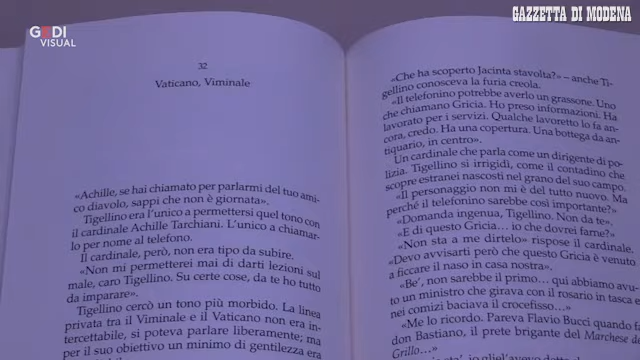 GEDI
VISUAL
GAZZETTA DI MODENA
32
Vaticano, Viminale
«Achille, se hai chiamato per parlarmi del tuo ami-
co diavolo, sappi che non è giornata».
Tigellino era l'unico a permettersi quel tono con
il cardinale Achille Tarchiani. L'unico a chiamar-
lo per nome al telefono.
Il cardinale, però, non era tipo da subire.
«Non mi permetterei mai di darti lezioni sul
male, caro Tigellino. Su certe cose, da te ho tutto
da imparare».
Tigellino cercò un tono più morbido. La linea
privata tra il Viminale e il Vaticano non era in-
tercettabile, si poteva parlare liberamente; ma
per il suo obiettivo un minimo di gentilezza era
«Che ha scoperto Jacinta stavolta?» – anche Ti-
gellino conosceva la furia creola.
«Il telefonino potrebbe averlo un grassone. Uno
che chiamano Gricia. Ho preso informazioni. Ha
lavorato per i servizi. Qualche lavoretto lo fa an-
cora, credo. Ha una copertura. Una bottega da an-
tiquario, in centro».
Un cardinale che parla come un dirigente di po-
lizia. Tigellino si irrigidì, come il contadino che
scopre estranei nascosti nel grano del suo campo.
«Il personaggio non mi è del tutto nuovo. Ma
perché il telefonino sarebbe così importante?»
«Domanda ingenua, Tigellino. Non da te».
«E di questo Gricia… io che dovrei farne?»
«Non sta a me dirtelo» rispose il cardinale.
«Devo avvisarti però che questo Gricia è venuto
a ficcare il naso in casa nostra».
«Be', non sarebbe il primo… qui abbiamo avu-
to un ministro che girava con il rosario in tasca e
nei comizi baciava il crocefisso…»
«Me lo ricordo. Pareva Flavio Bucci quando fa
don Bastiano, il prete brigante del Marchese del
Grillo…»